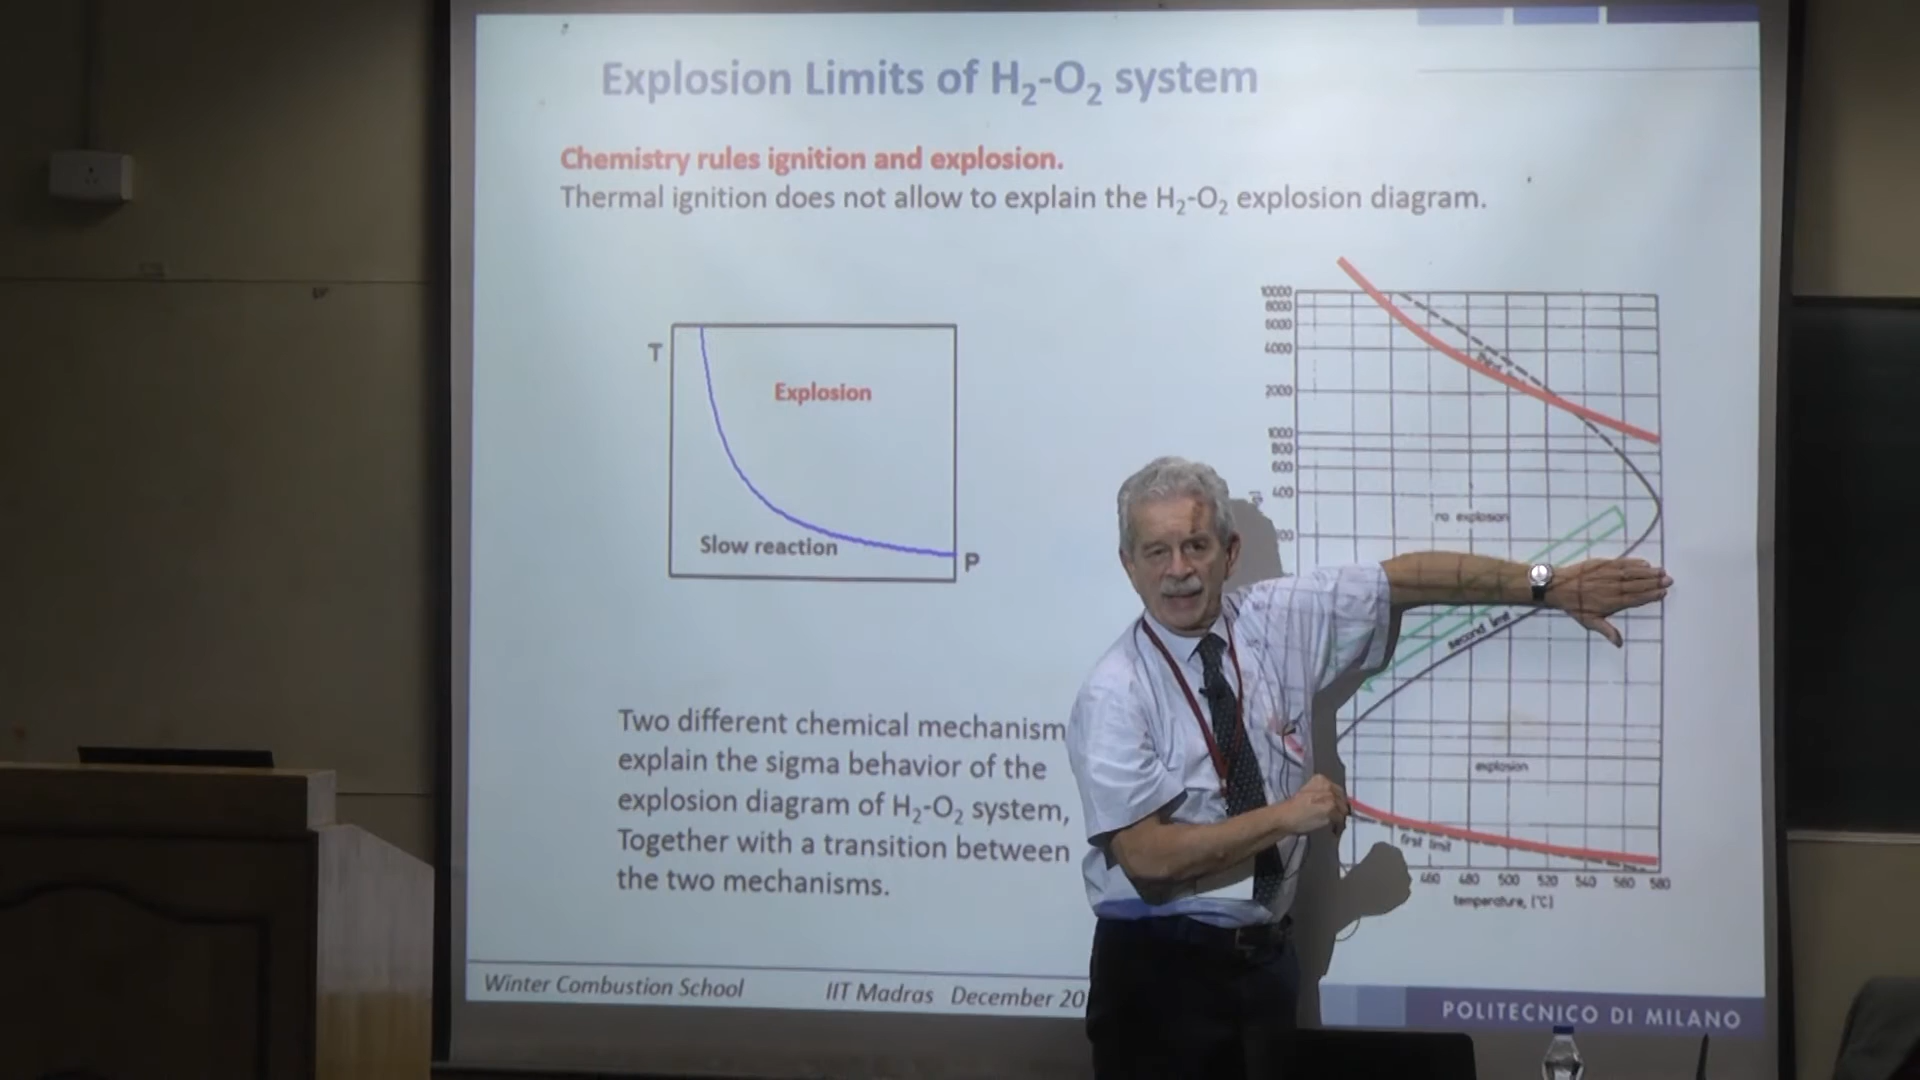 Explosion Limits of H₂-O₂ system
Chemistry rules ignition and explosion.
Thermal ignition does not allow to explain the H₂-O₂ explosion diagram.
T
Explosion
Slow reaction
P
Two different chemical mechanism
explain the sigma behavior of the
explosion diagram of H₂-O₂ system,
Together with a transition between
the two mechanisms.
10000
8000
6000
4000
2000
1000
800
600
400
no explosion
second limit
explosion
first limit
460 480 500 520 540 560 580
temperature, [°C]
Winter Combustion School
IIT Madras December 20
POLITECNICO DI MILANO